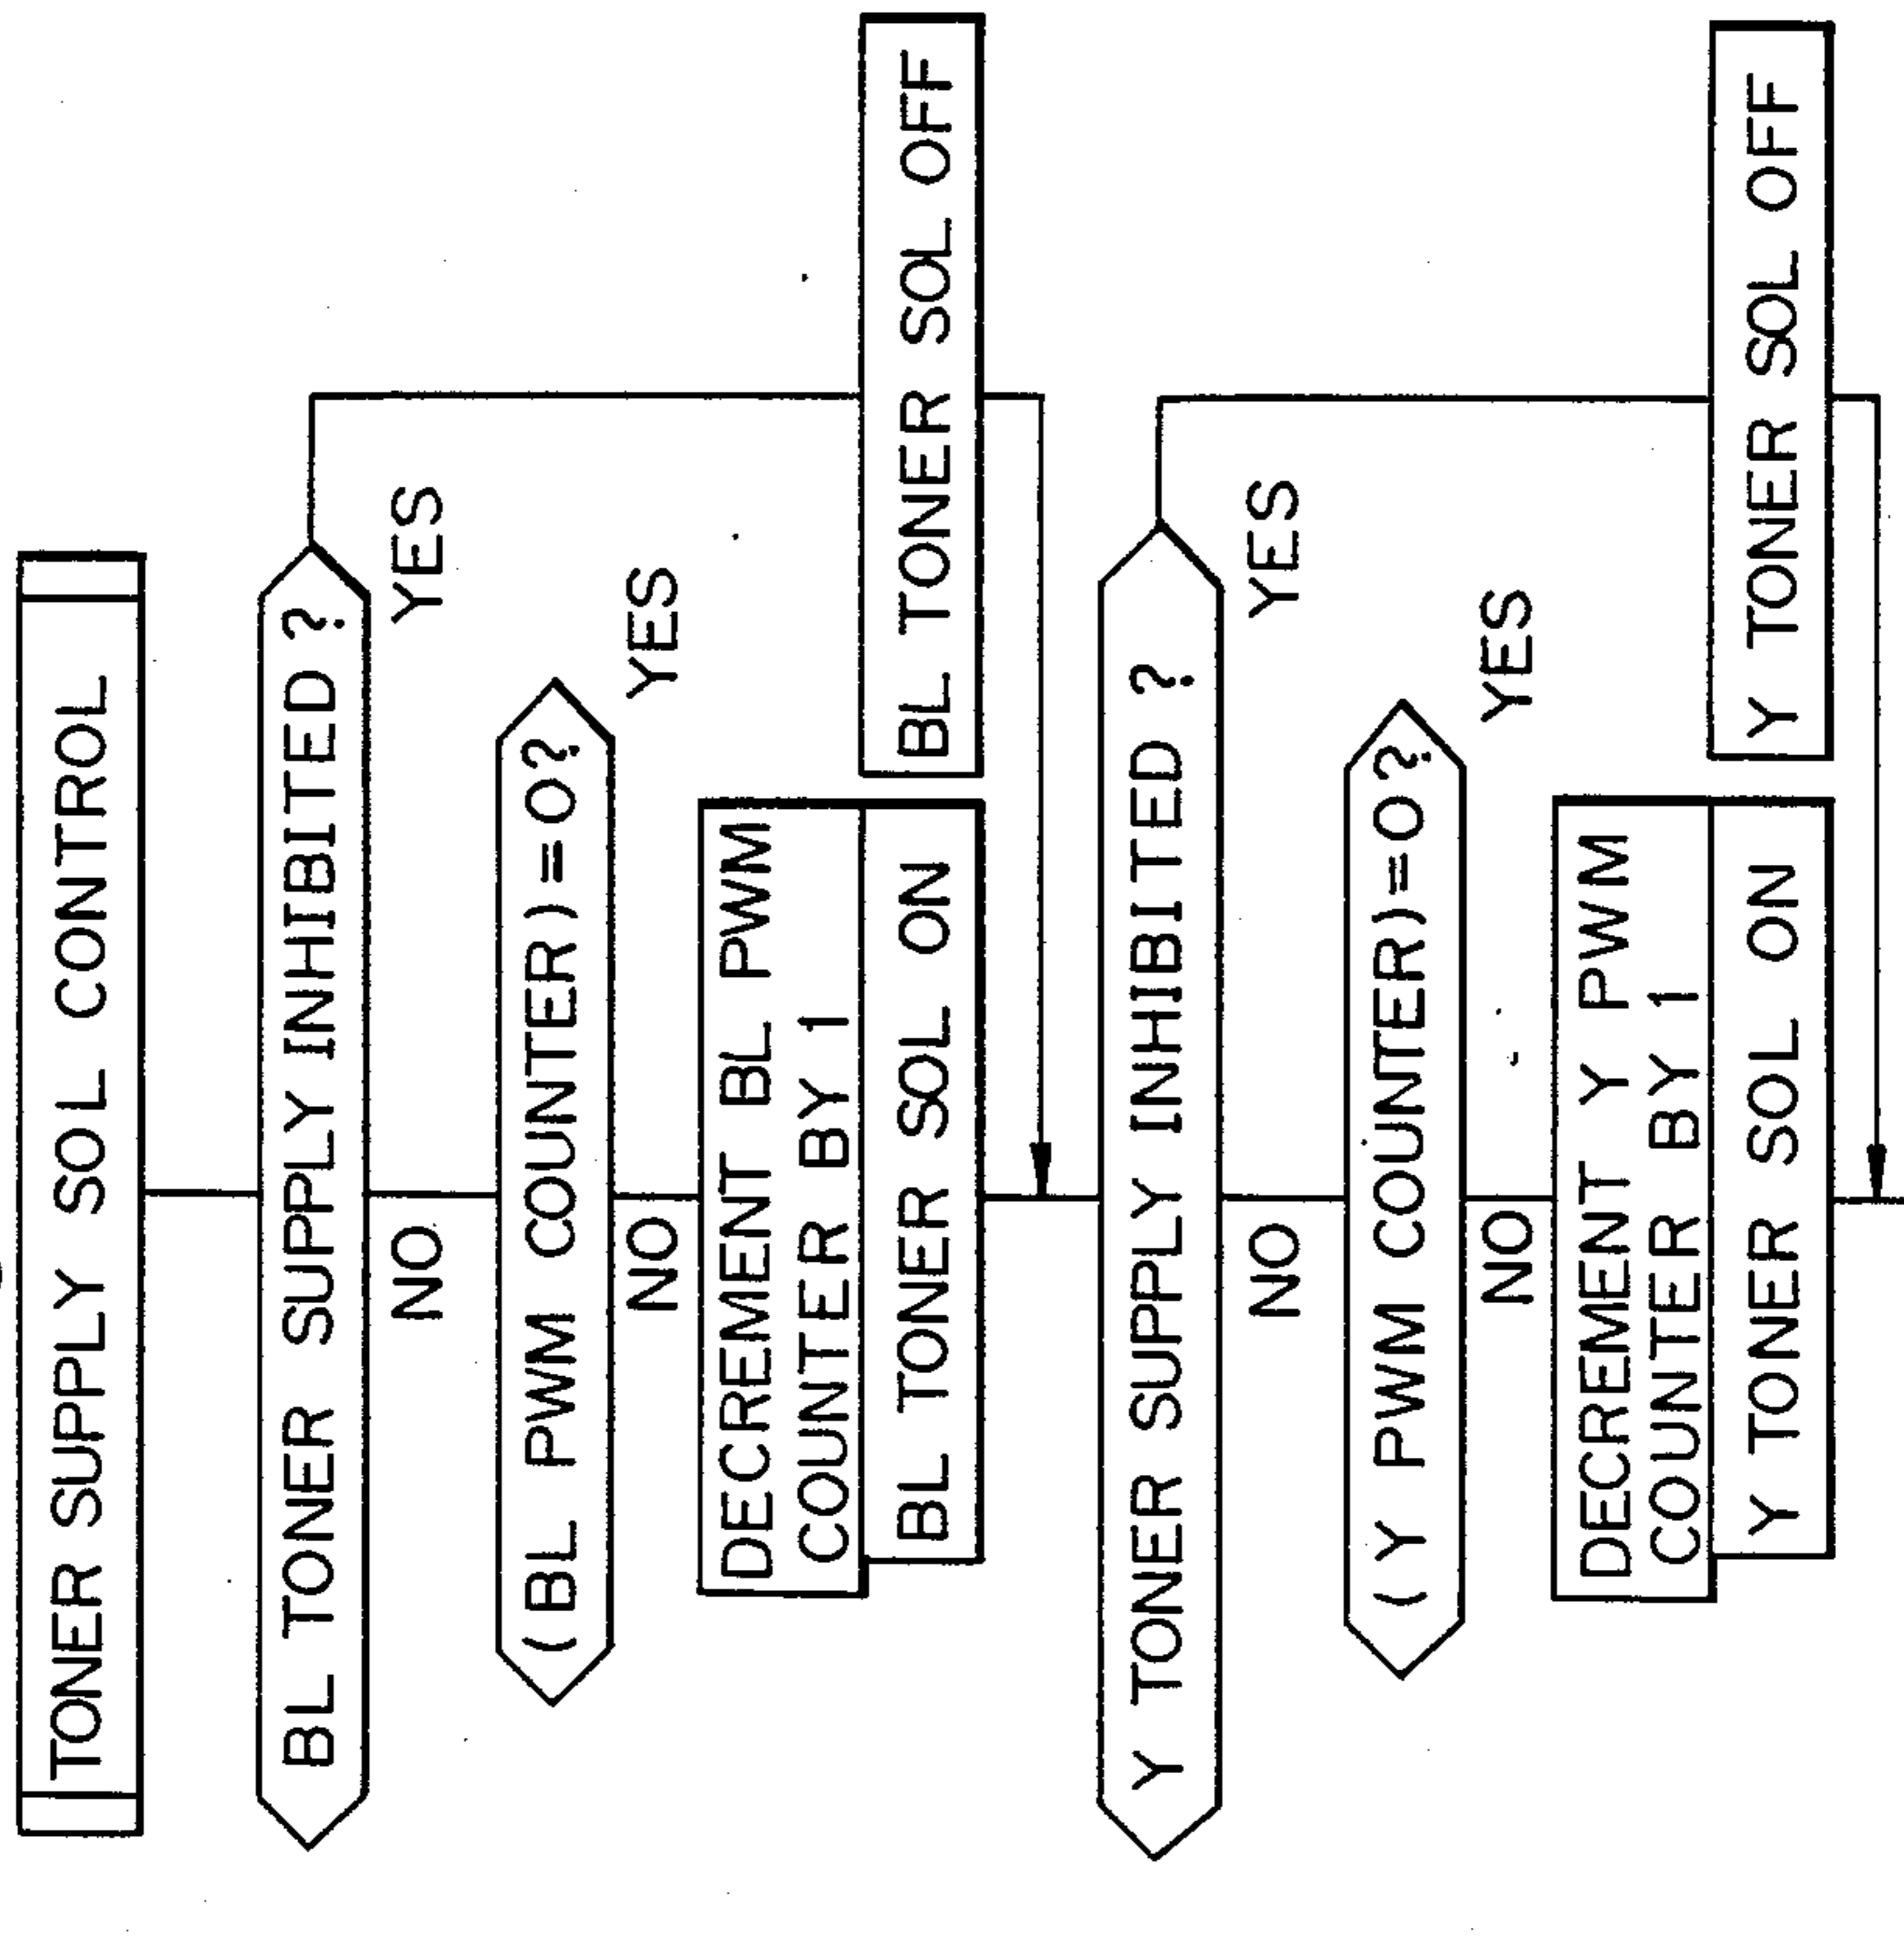 TONER SUPPLY SOL CONTROL
BL TONER SUPPLY INHIBITED ?
NO
YES
(BL PWM COUNTER)=0?
NO
YES
DECREMENT BL PWM
COUNTER BY 1
BL TONER SOL ON
BL TONER SOL OFF
Y TONER SUPPLY INHIBITED ?
NO
YES
(Y PWM COUNTER)=0?
NO
YES
DECREMENT Y PWM
COUNTER BY 1
Y TONER SOL ON
Y TONER SOL OFF